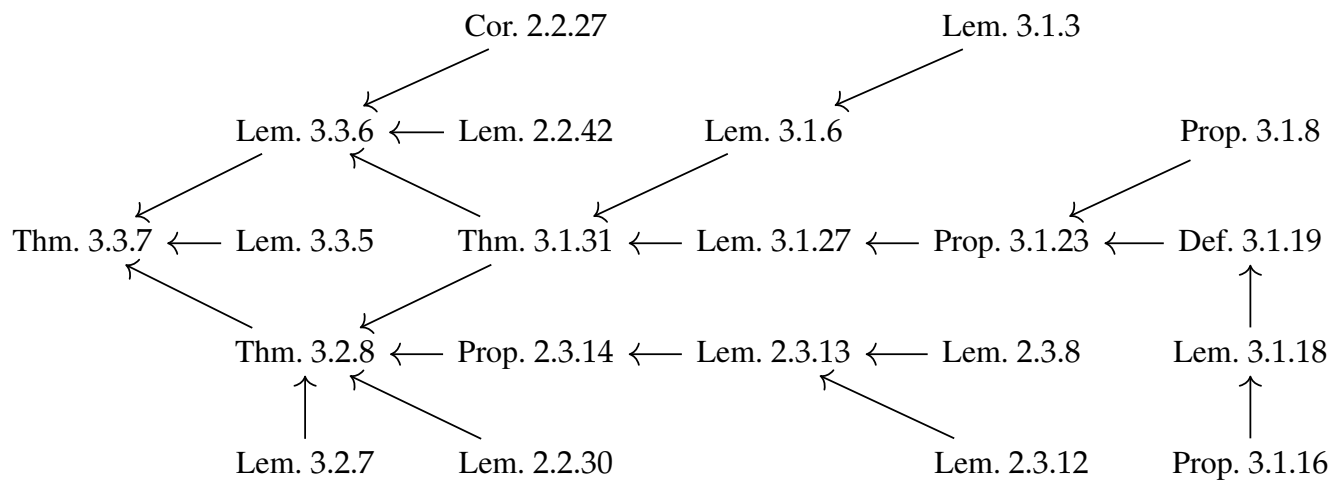 Cor. 2.2.27 Lem. 3.1.3
Lem. 3.3.6 Lem. 2.2.42 Lem. 3.1.6 Prop. 3.1.8
Thm. 3.3.7 Lem. 3.3.5 Thm. 3.1.31 Lem. 3.1.27 Prop. 3.1.23 Def. 3.1.19
Thm. 3.2.8 Prop. 2.3.14 Lem. 2.3.13 Lem. 2.3.8 Lem. 3.1.18
Lem. 3.2.7 Lem. 2.2.30 Lem. 2.3.12 Prop. 3.1.16